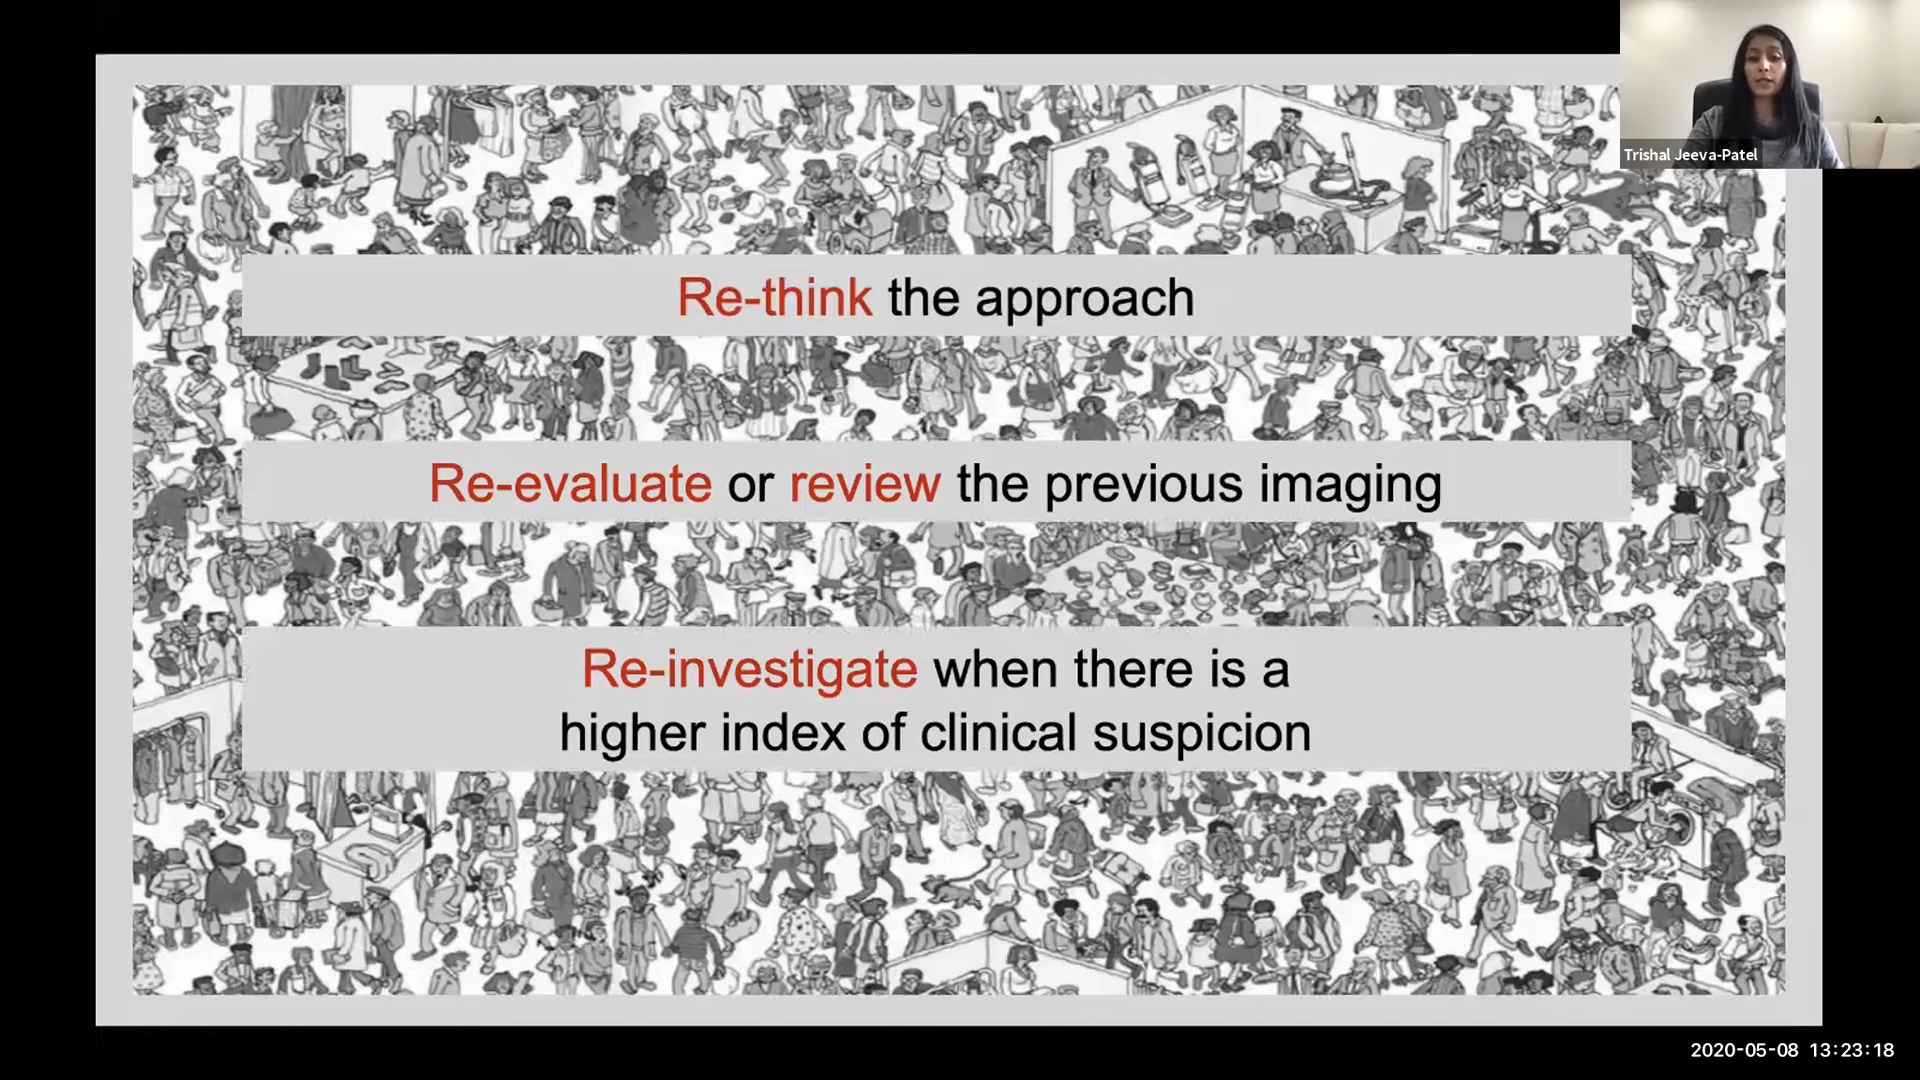 Trishal Jeeva-Patel
Re-think the approach
Re-evaluate or review the previous imaging
Re-investigate when there is a
higher index of clinical suspicion
2020-05-08 13:23:18